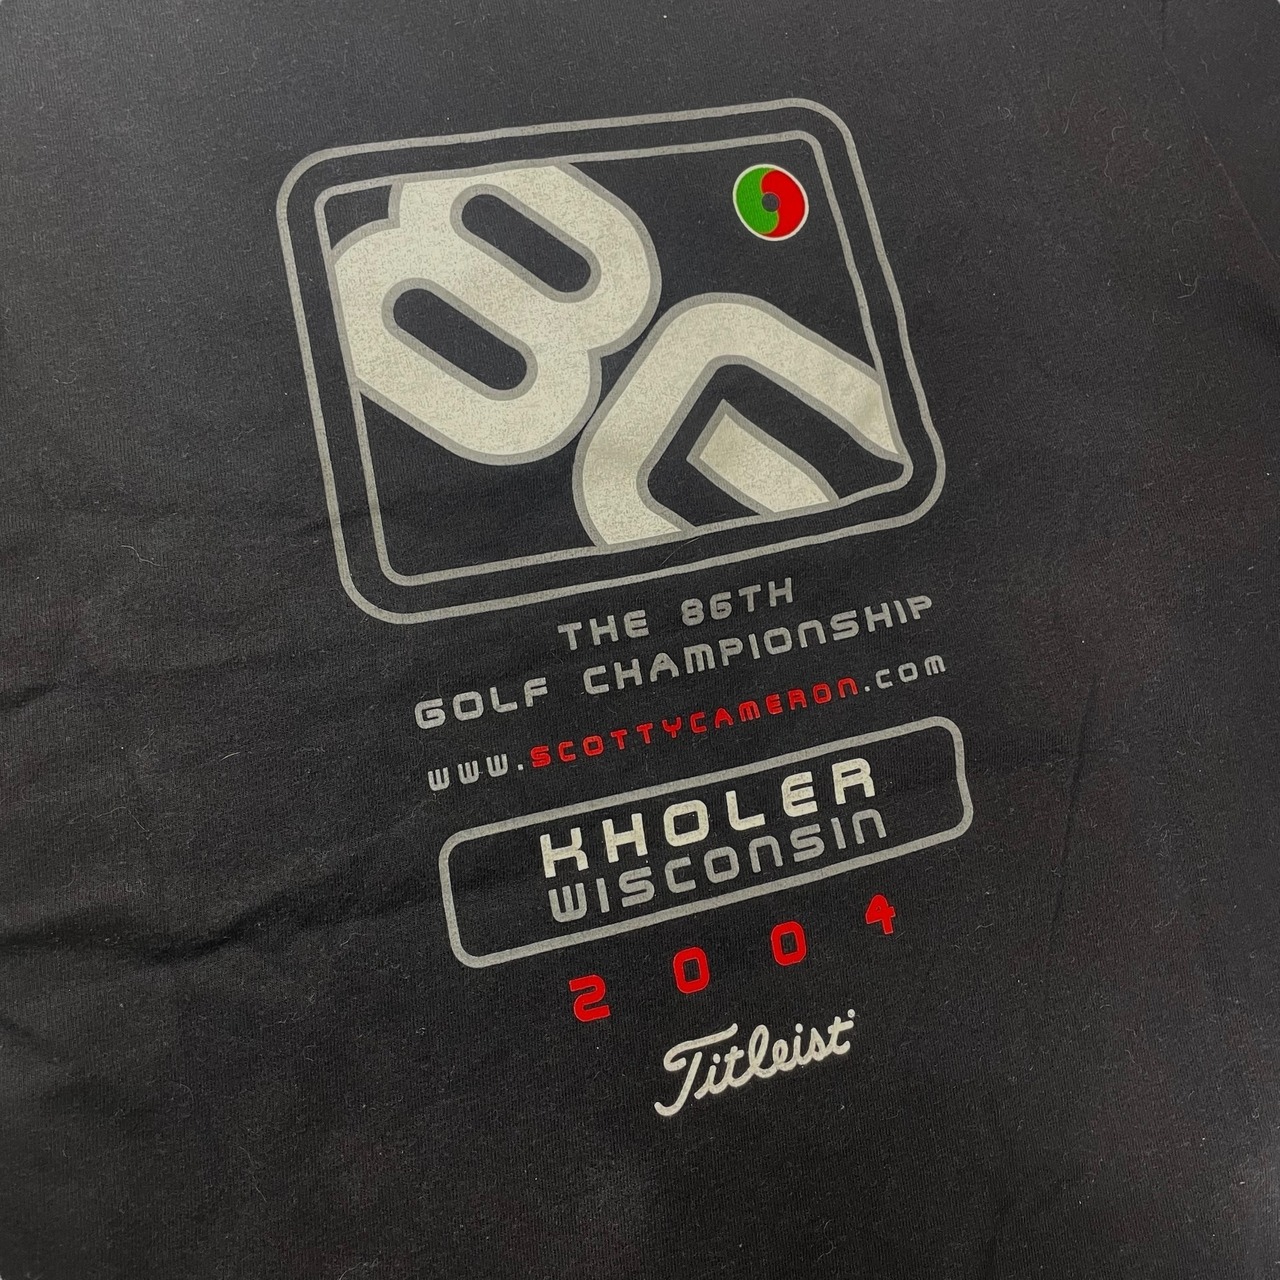 86
THE 86TH
GOLF CHAMPIONSHIP
www.SCOTTYCAMERON.com
KHOLER
WISCONSIN
2004
Titleist